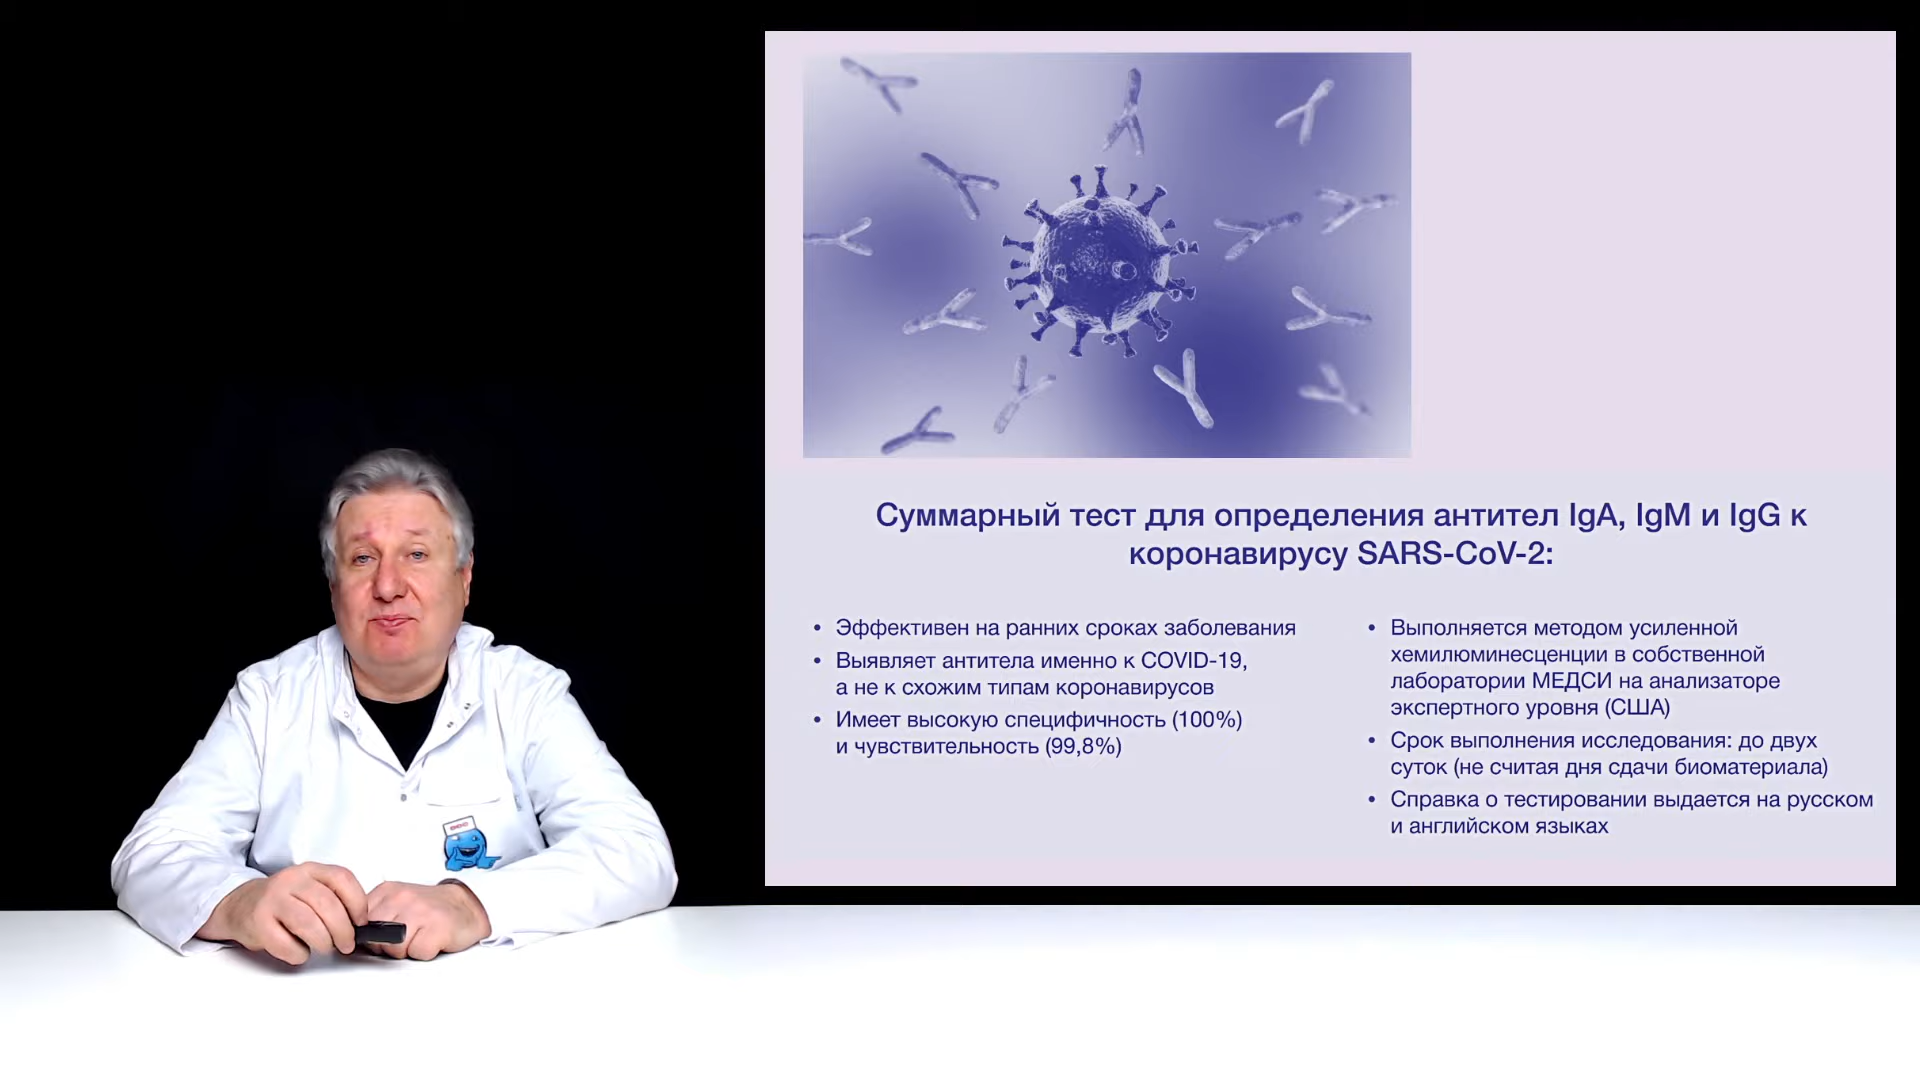 Суммарный тест для определения антител IgA, IgM и IgG к
коронавирусу SARS-CoV-2:
• Эффективен на ранних сроках заболевания
• Выявляет антитела именно к COVID-19,
а не к схожим типам коронавирусов
• Имеет высокую специфичность (100%)
и чувствительность (99,8%)
• Выполняется методом усиленной
хемилюминесценции в собственной
лаборатории МЕДСИ на анализаторе
экспертного уровня (США)
• Срок выполнения исследования: до двух
суток (не считая дня сдачи биоматериала)
• Справка о тестировании выдается на русском
и английском языках